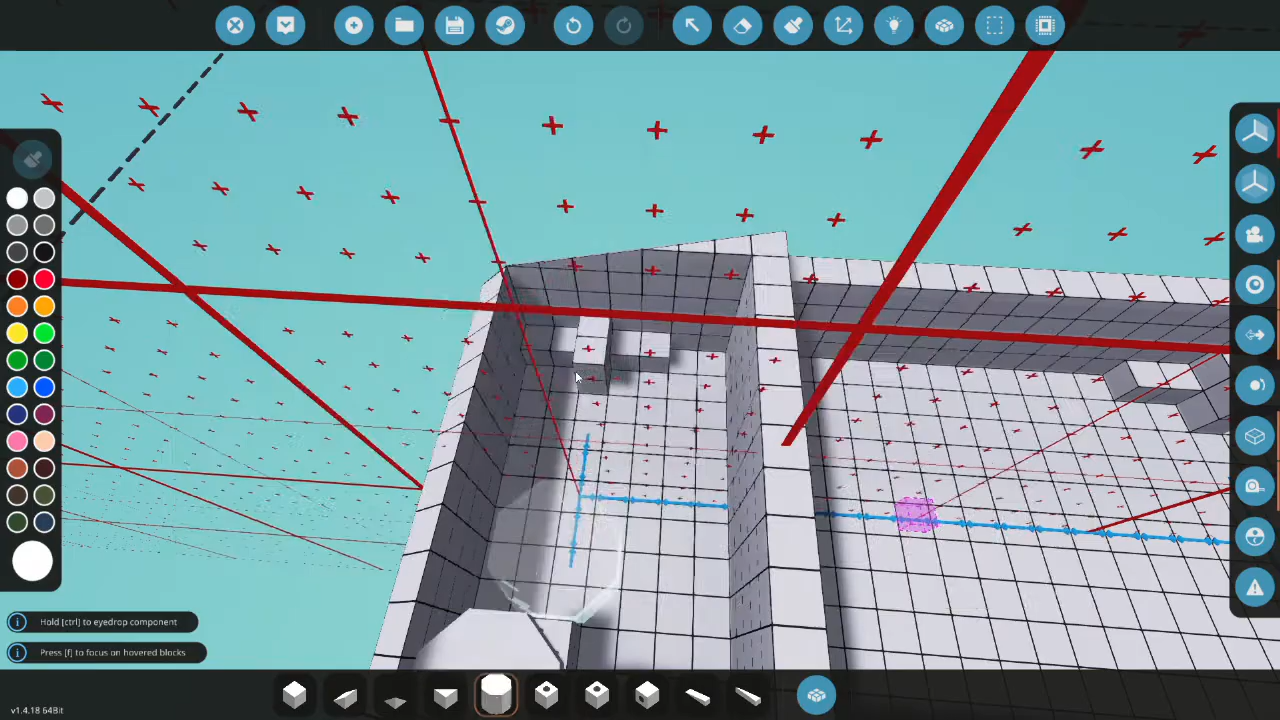 Hold [ctrl] to eyedrop component
Press [f] to focus on hovered blocks
v1.4.18 64Bit